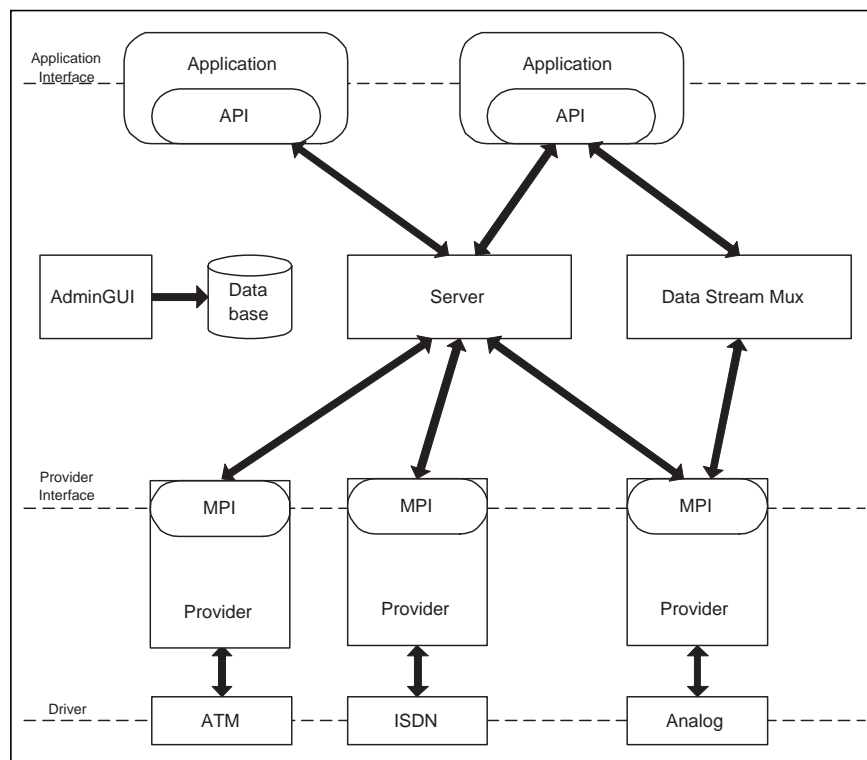 Application
Interface
Application
Application
API
API
AdminGUI
Data
base
Server
Data Stream Mux
Provider
Interface
MPI
MPI
MPI
Provider
Provider
Provider
Driver
ATM
ISDN
Analog